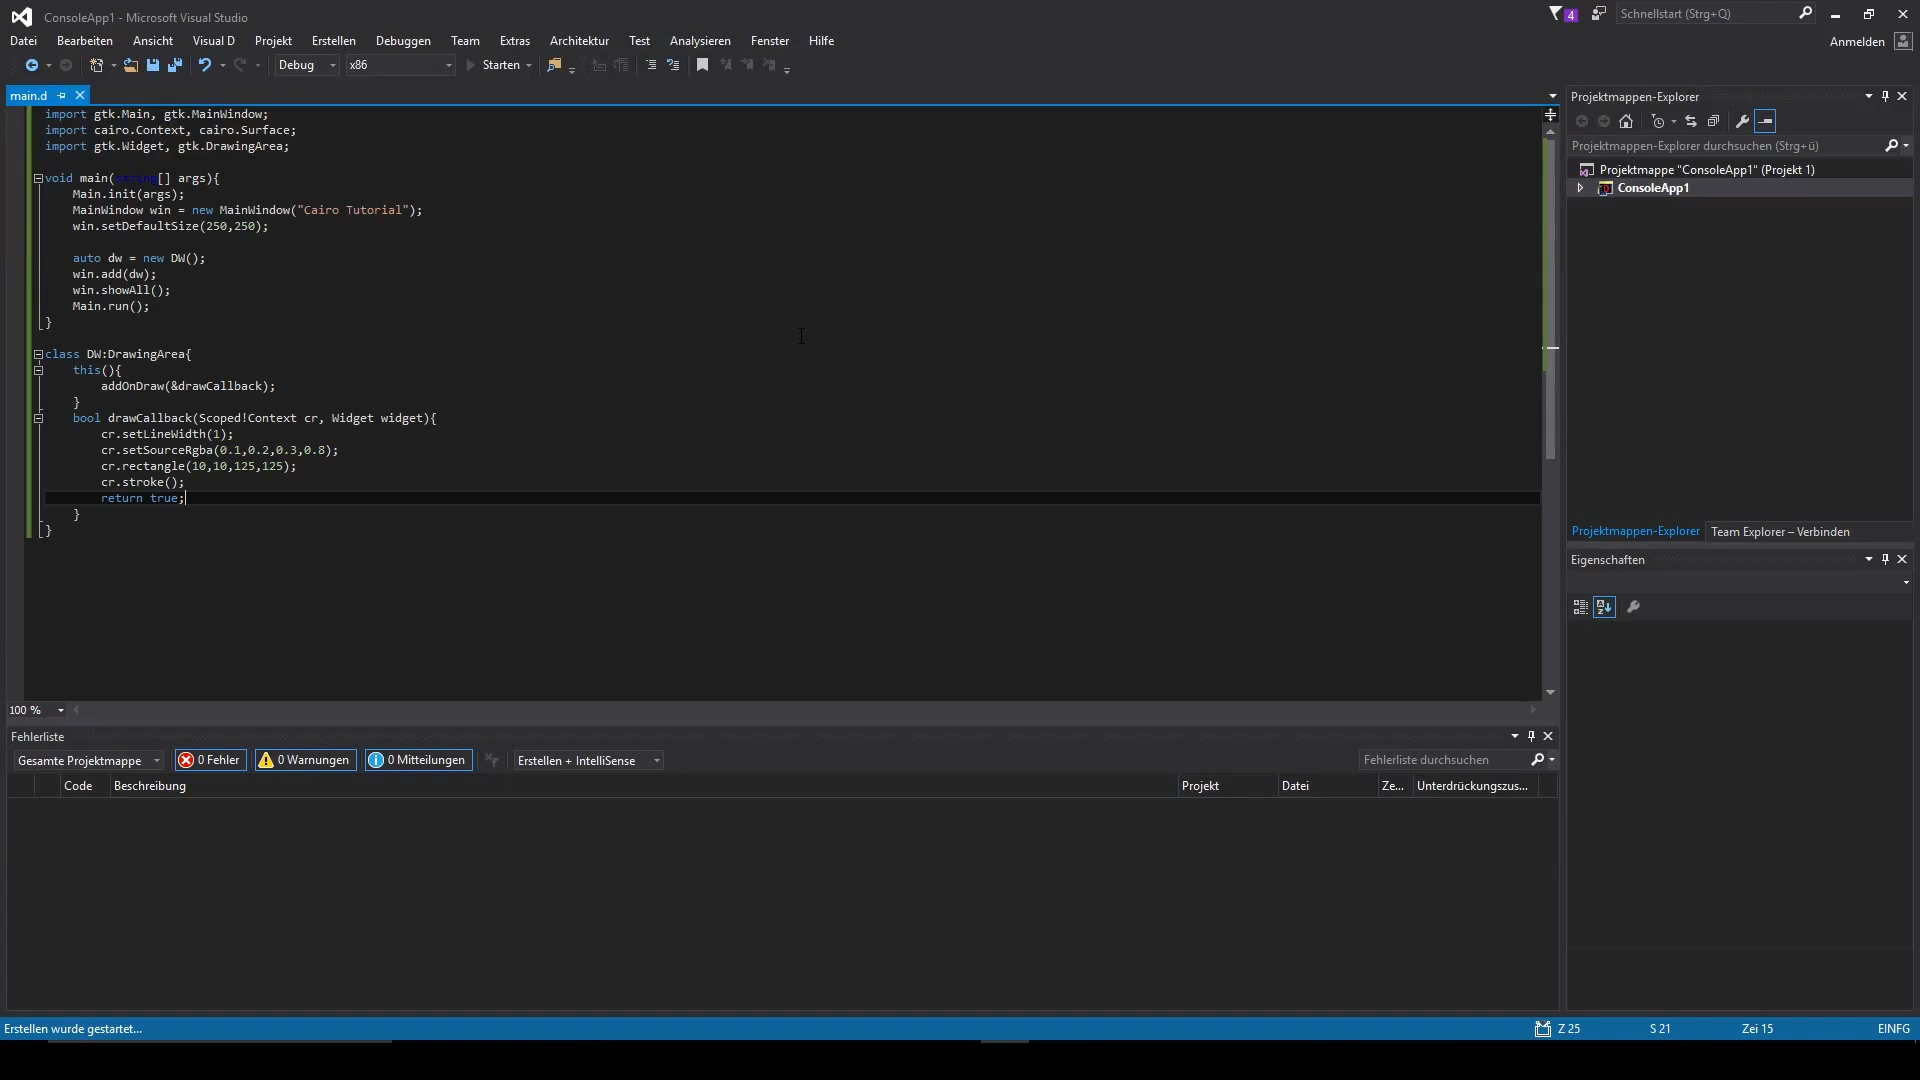 ConsoleApp1 - Microsoft Visual Studio
4
Schnellstart (Strg+Q)
Datei Bearbeiten Ansicht Visual D Projekt Erstellen Debuggen Team Extras Architektur Test Analysieren Fenster Hilfe
Anmelden
Debug x86 Starten
main.d
import gtk.Main, gtk.MainWindow;
import cairo.Context, cairo.Surface;
import gtk.Widget, gtk.DrawingArea;
void main(string[] args){
Main.init(args);
MainWindow win = new MainWindow("Cairo Tutorial");
win.setDefaultSize(250,250);
auto dw = new DW();
win.add(dw);
win.showAll();
Main.run();
}
class DW:DrawingArea{
this(){
addOnDraw(&drawCallback);
}
bool drawCallback(Scoped!Context cr, Widget widget){
cr.setLineWidth(1);
cr.setSourceRgba(0.1,0.2,0.3,0.8);
cr.rectangle(10,10,125,125);
cr.stroke();
return true;
}
}
100 %
Projektmappen-Explorer
Projektmappen-Explorer durchsuchen (Strg+ü)
Projektmappe "ConsoleApp1" (Projekt 1)
ConsoleApp1
Projektmappen-Explorer Team Explorer – Verbinden
Eigenschaften
Fehlerliste
Gesamte Projektmappe 0 Fehler 0 Warnungen 0 Mitteilungen Erstellen + IntelliSense Fehlerliste durchsuchen
Code Beschreibung Projekt Datei Ze... Unterdrückungszus...
Erstellen wurde gestartet... Z 25 S 21 Zei 15 EINFG